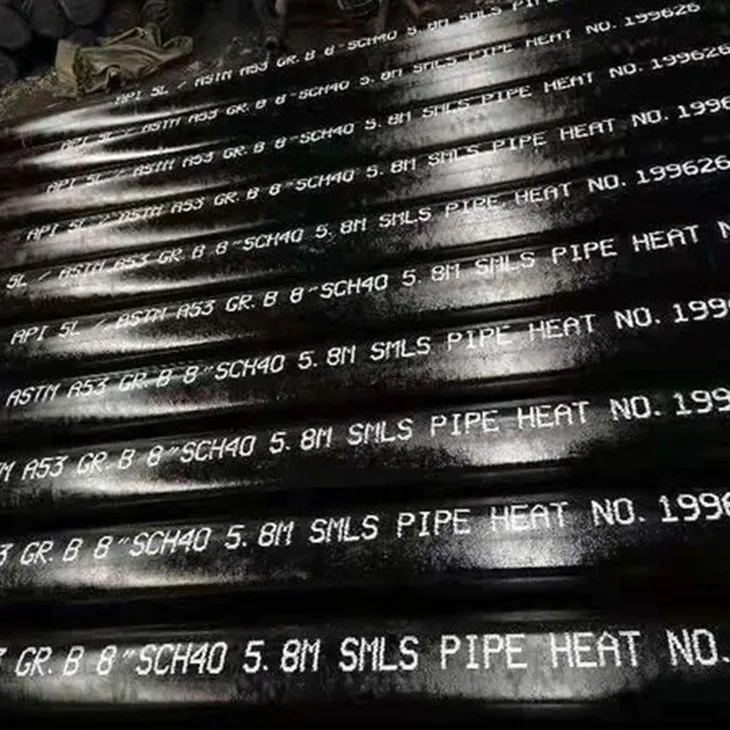 API 5L / ASTM A53 GR. B 8"SCH40 5.8M SMLS PIPE HEAT NO. 199626
API 5L / ASTM A53 GR. B 8"SCH40 5.8M SMLS PIPE HEAT NO. 199626
API 5L / ASTM A53 GR. B 8"SCH40 5.8M SMLS PIPE HEAT NO. 1996
API 5L / ASTM A53 GR. B 8"SCH40 5.8M SMLS PIPE HEAT NO. 199626
5L / ASTM A53 GR. B 8"SCH40 5.8M SMLS PIPE HEAT NO. 199626
API 5L / ASTM A53 GR. B 8"SCH40 5.8M SMLS PIPE HEAT N
ASTM A53 GR. B 8"SCH40 5.8M SMLS PIPE HEAT NO. 199
M A53 GR. B 8"SCH40 5.8M SMLS PIPE HEAT NO. 199
3 GR. B 8"SCH40 5.8M SMLS PIPE HEAT NO. 1996
GR. B 8"SCH40 5.8M SMLS PIPE HEAT NO.